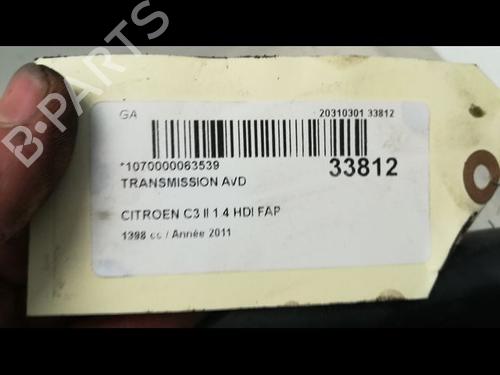 GA
20310301 33812
*1070000063539
33812
TRANSMISSION AVD
CITROEN C3 II 1.4 HDI FAP
1398 cc / Année 2011
B-PARTS